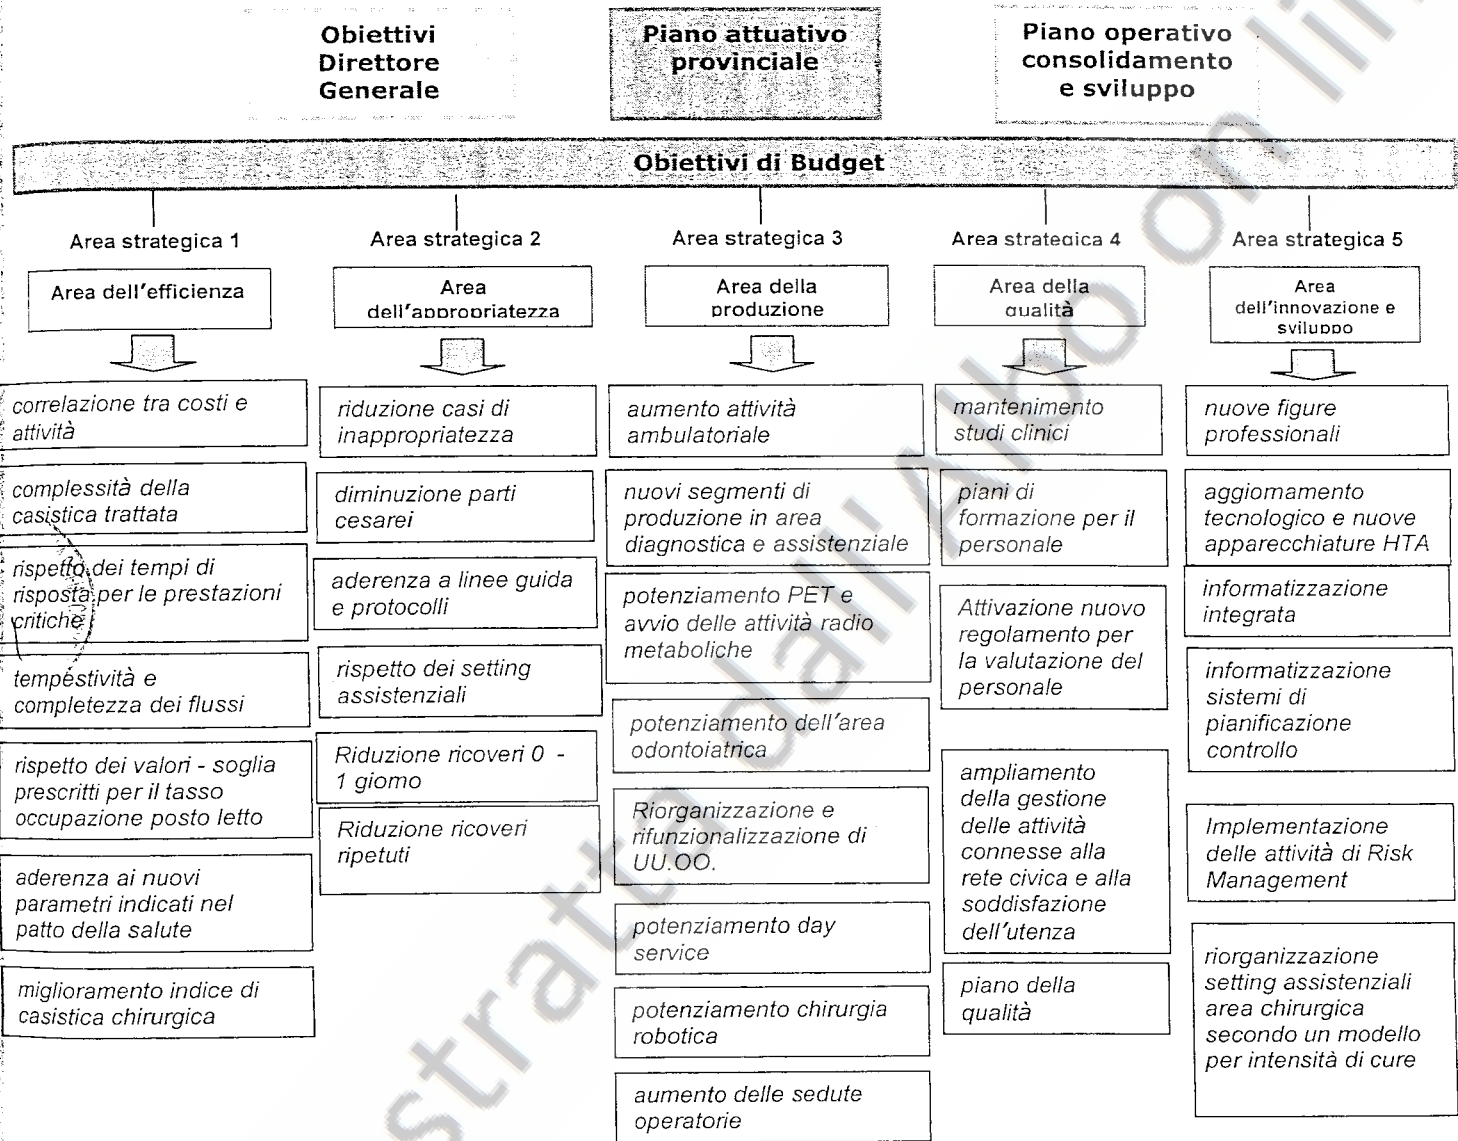 Obiettivi
Direttore
Generale
Piano attuativo
provinciale
Piano operativo
consolidamento
e sviluppo
Obiettivi di Budget
Area strategica 1
Area dell'efficienza
correlazione tra costi e
attività
complessità della
casistica trattata
rispetto dei tempi di
risposta per le prestazioni
critiche
tempestività e
completezza dei flussi
rispetto dei valori - soglia
prescritti per il tasso
occupazione posto letto
aderenza ai nuovi
parametri indicati nel
patto della salute
miglioramento indice di
casistica chirurgica
Area strategica 2
Area
dell'appropriatezza
riduzione casi di
inappropriatezza
diminuzione parti
cesarei
aderenza a linee guida
e protocolli
rispetto dei setting
assistenziali
Riduzione ricoveri 0 -
1 giorno
Riduzione ricoveri
ripetuti
Area strategica 3
Area della
produzione
aumento attività
ambulatoriale
nuovi segmenti di
produzione in area
diagnostica e assistenziale
potenziamento PET e
avvio delle attività radio
metaboliche
potenziamento dell'area
odontoiatrica
Riorganizzazione e
rifunzionalizzazione di
UU.OO.
potenziamento day
service
potenziamento chirurgia
robotica
aumento delle sedute
operatorie
Area strategica 4
Area della
qualità
mantenimento
studi clinici
piani di
formazione per il
personale
Attivazione nuovo
regolamento per
la valutazione del
personale
ampliamento
della gestione
delle attività
connesse alla
rete civica e alla
soddisfazione
dell'utenza
piano della
qualità
Area strategica 5
Area
dell'innovazione e
sviluppo
nuove figure
professionali
aggiornamento
tecnologico e nuove
apparecchiature HTA
informatizzazione
integrata
informatizzazione
sistemi di
pianificazione
controllo
Implementazione
delle attività di Risk
Management
riorganizzazione
setting assistenziali
area chirurgica
secondo un modello
per intensità di cure
stratta dall'Albo on lin